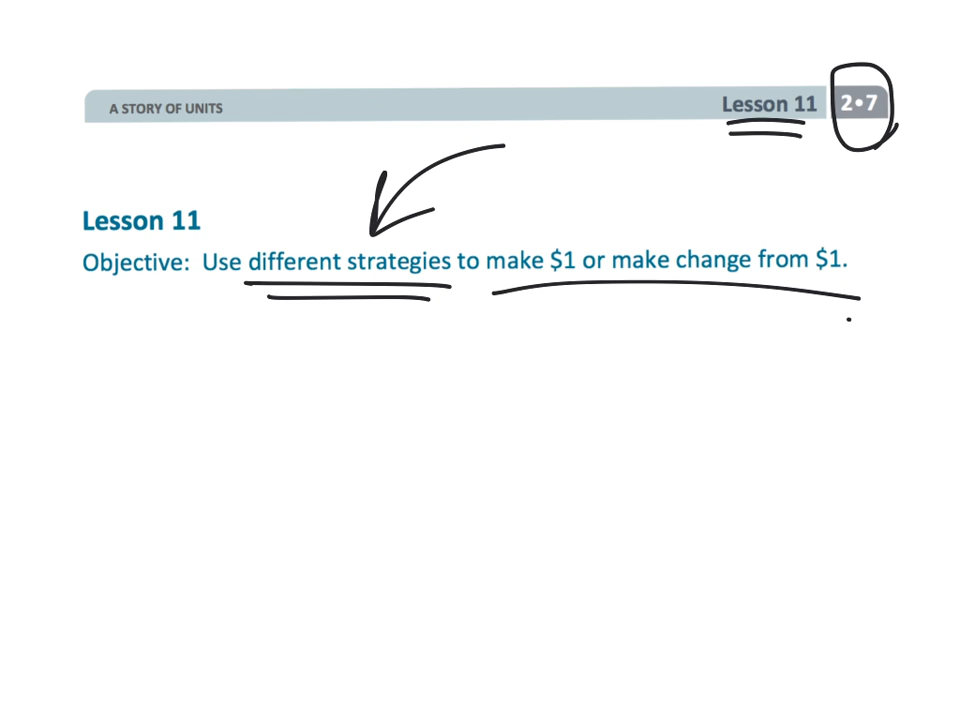 A STORY OF UNITS
Lesson 11 2•7
Lesson 11
Objective: Use different strategies to make $1 or make change from $1.